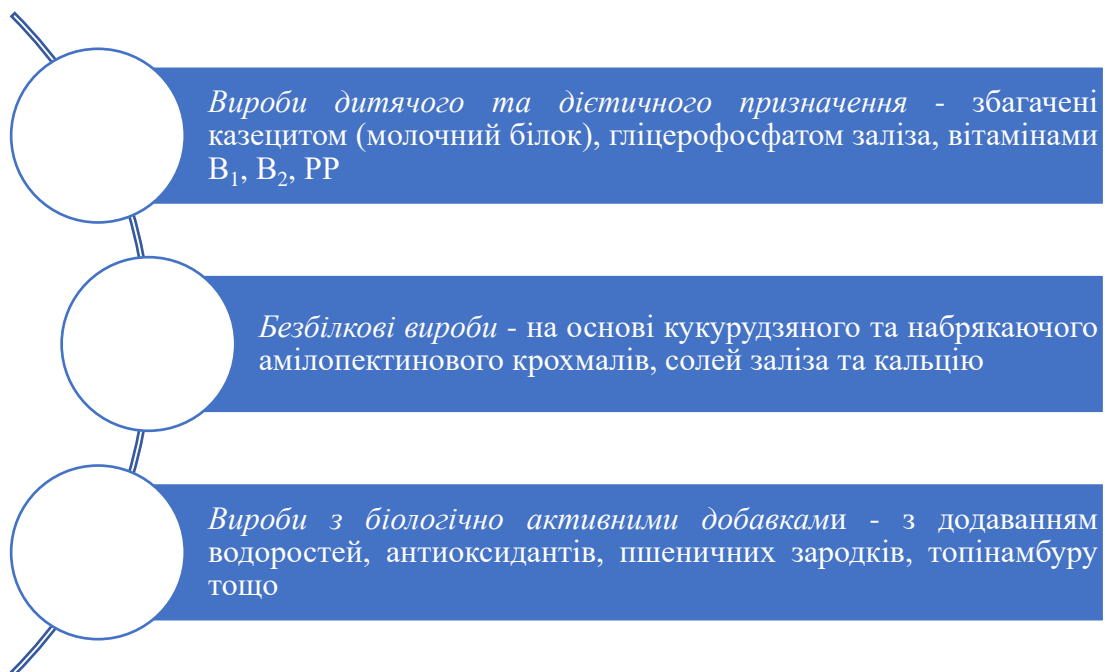 Вироби дитячого та дієтичного призначення - збагачені
казецитом (молочний білок), гліцерофосфатом заліза, вітамінами
В₁, В₂, РР
Безбілкові вироби - на основі кукурудзяного та набрякаючого
амілопектинового крохмалів, солей заліза та кальцію
Вироби з біологічно активними добавками - з додаванням
водоростей, антиоксидантів, пшеничних зародків, топінамбуру
тощо